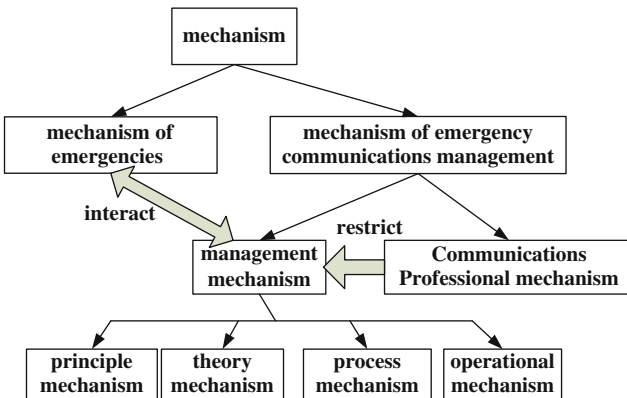 mechanism
mechanism of
emergencies
mechanism of emergency
communications management
interact
restrict
management
mechanism
Communications
Professional mechanism
principle
mechanism
theory
mechanism
process
mechanism
operational
mechanism